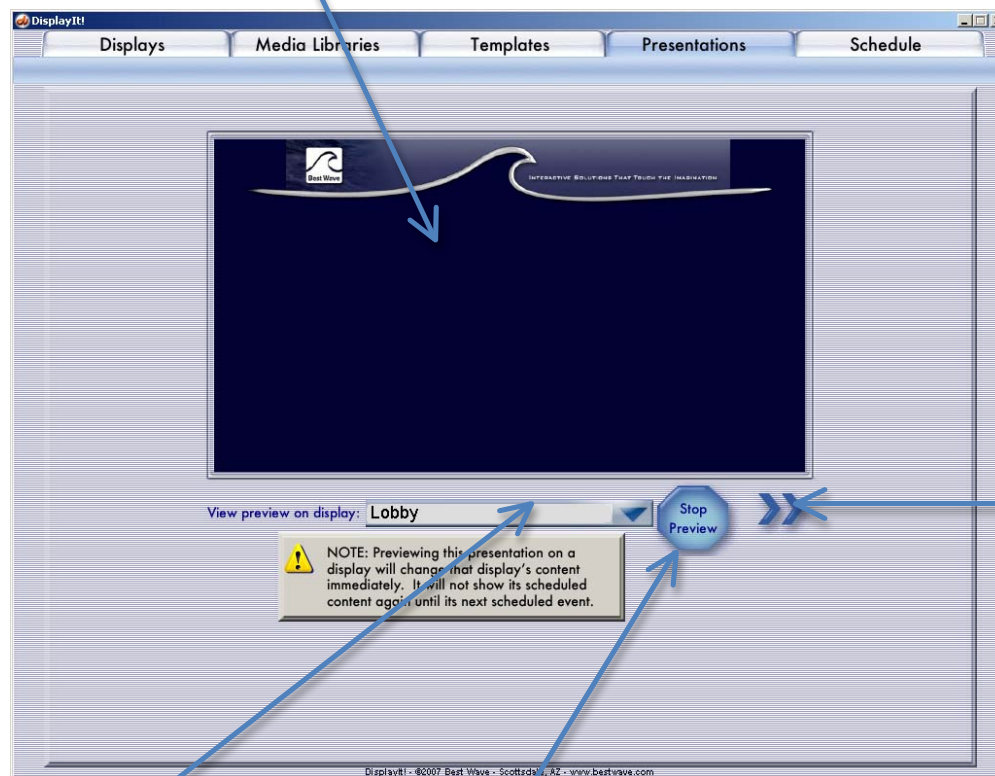 DisplayIt!
Displays Media Libraries Templates Presentations Schedule
Best Wave
INTERACTIVE SOLUTIONS THAT TOUCH THE IMAGINATION
View preview on display: Lobby
Stop
Preview
NOTE: Previewing this presentation on a
display will change that display's content
immediately. It will not show its scheduled
content again until its next scheduled event.
DisplayIt! - ©2007 Best Wave - Scottsdale, AZ - www.bestwave.com